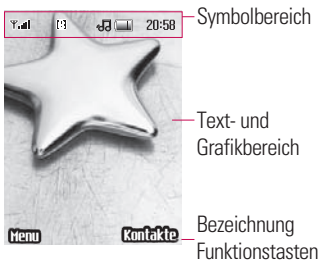 20:58
Symbolbereich
Text- und
Grafikbereich
Menu
Kontakte
Bezeichnung
Funktionstasten